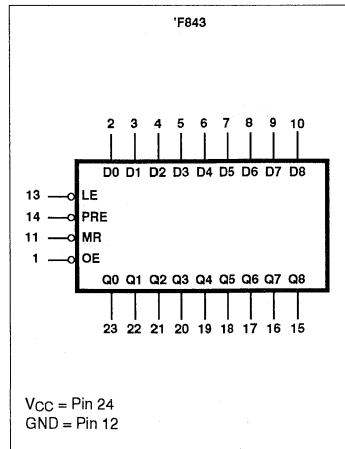 'F843
2 3 4 5 6 7 8 9 10
D0 D1 D2 D3 D4 D5 D6 D7 D8
13 LE
14 PRE
11 MR
1 OE
Q0 Q1 Q2 Q3 Q4 Q5 Q6 Q7 Q8
23 22 21 20 19 18 17 16 15
VCC = Pin 24
GND = Pin 12